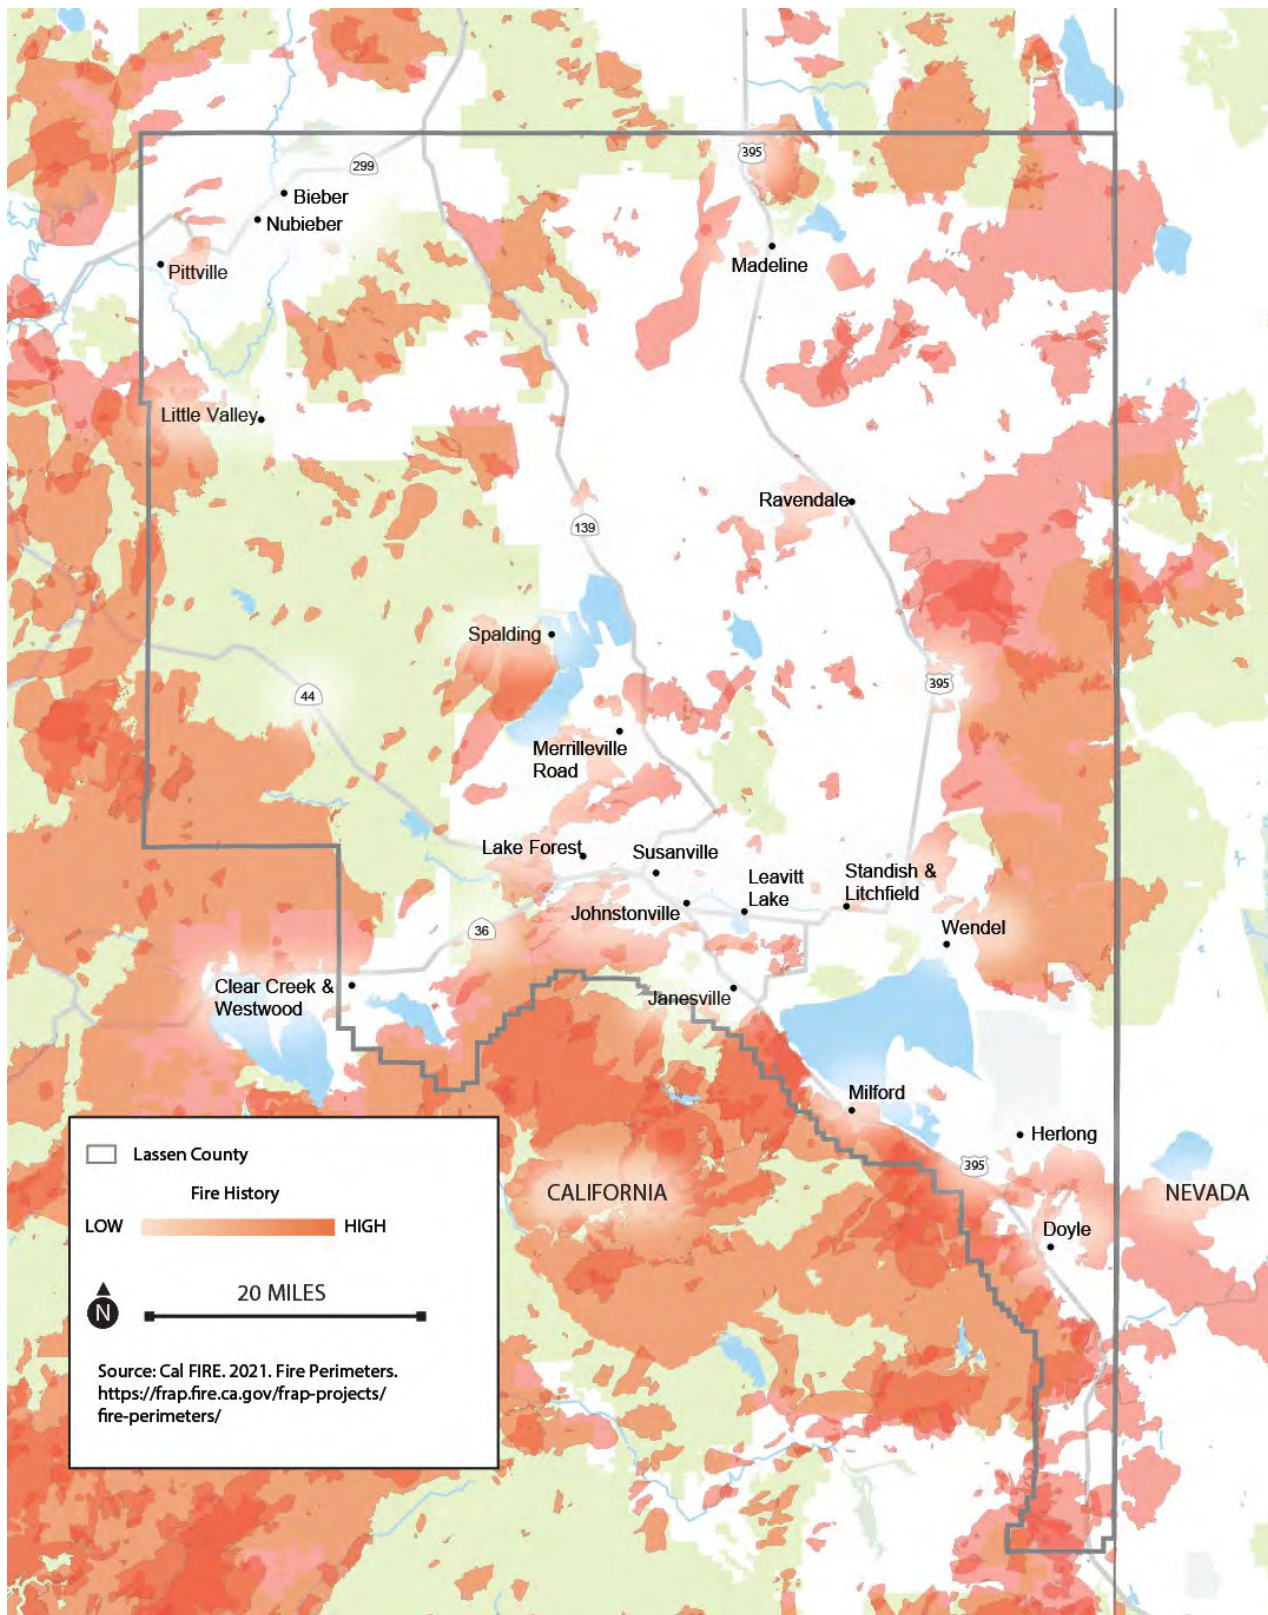 395
299
Bieber
Nubieber
Pittville
Madeline
Little Valley
Ravendale
139
Spalding
44
395
Merrilleville
Road
Lake Forest
Susanville
Leavitt
Lake
Standish &
Litchfield
Johnstonville
36
Wendel
Clear Creek &
Westwood
Janesville
Milford
Herlong
395
CALIFORNIA
NEVADA
Doyle
Lassen County
Fire History
LOW
HIGH
N
20 MILES
Source: Cal FIRE. 2021. Fire Perimeters.
https://frap.fire.ca.gov/frap-projects/
fire-perimeters/